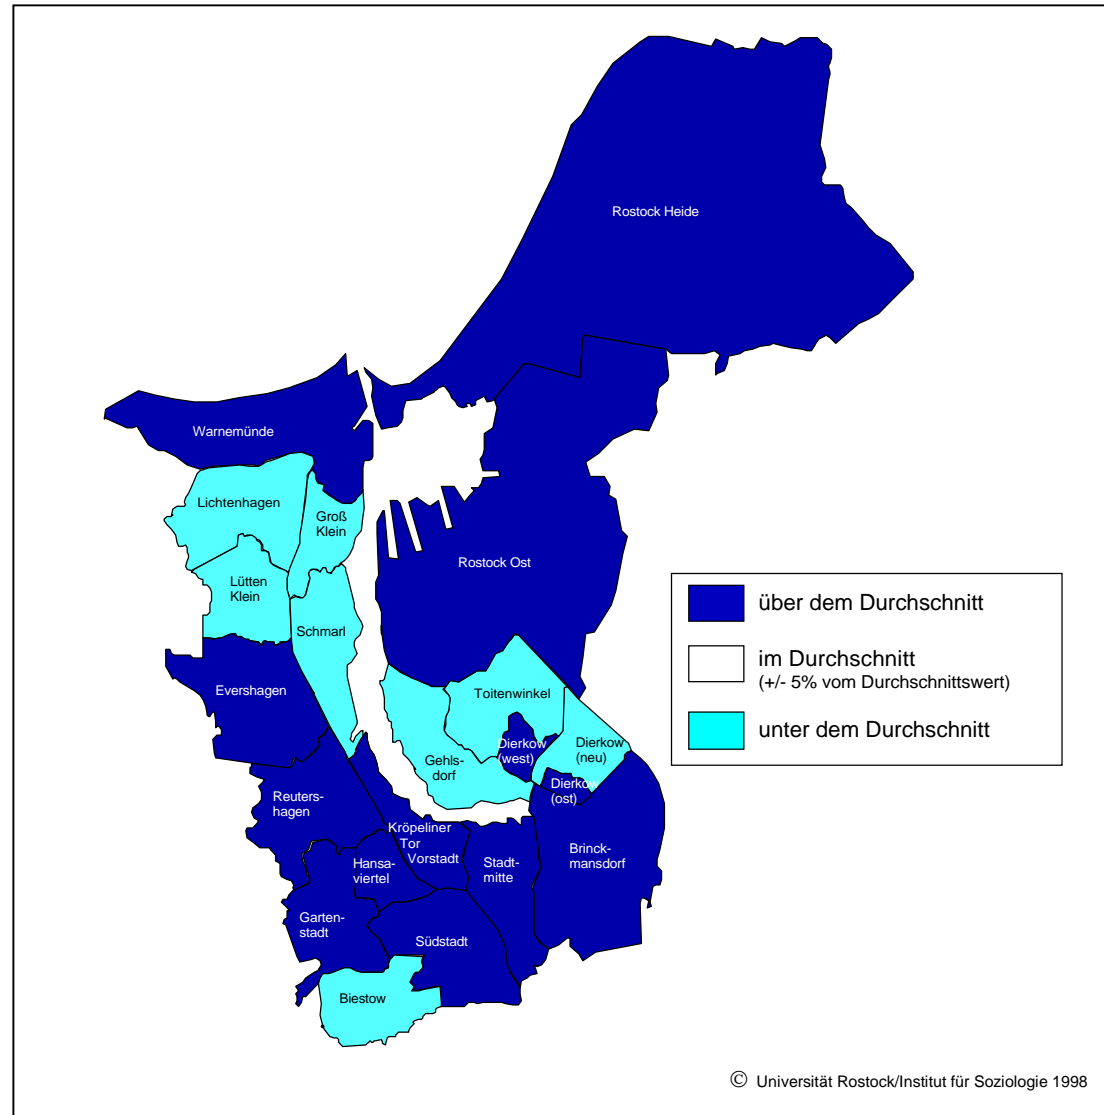 Rostock Heide
Warnemünde
Lichtenhagen
Groß
Klein
Rostock Ost
Lütten
Klein
Schmarl
Evershagen
Toitenwinkel
Dierkow
(west)
Dierkow
(neu)
Gehls-
dorf
Dierkow
(ost)
Reuters-
hagen
Kröpeliner
Tor
Vorstadt
Hansa-
viertel
Stadt-
mitte
Brinck-
mansdorf
Garten-
stadt
Südstadt
Biestow
über dem Durchschnitt
im Durchschnitt
(+/- 5% vom Durchschnittswert)
unter dem Durchschnitt
© Universität Rostock/Institut für Soziologie 1998